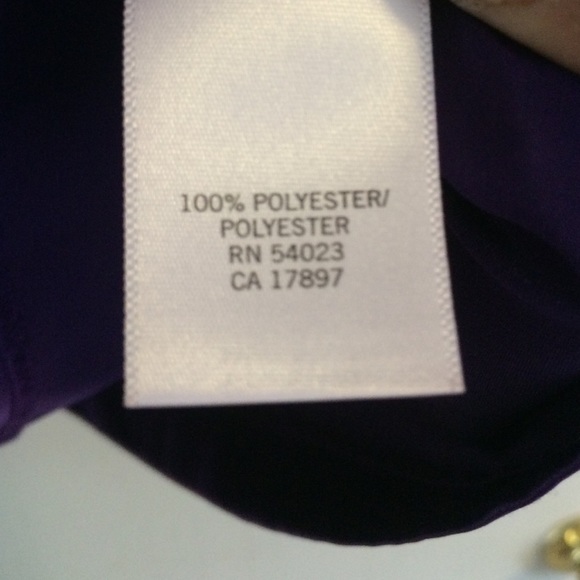 100% POLYESTER/
POLYESTER
RN 54023
CA 17897